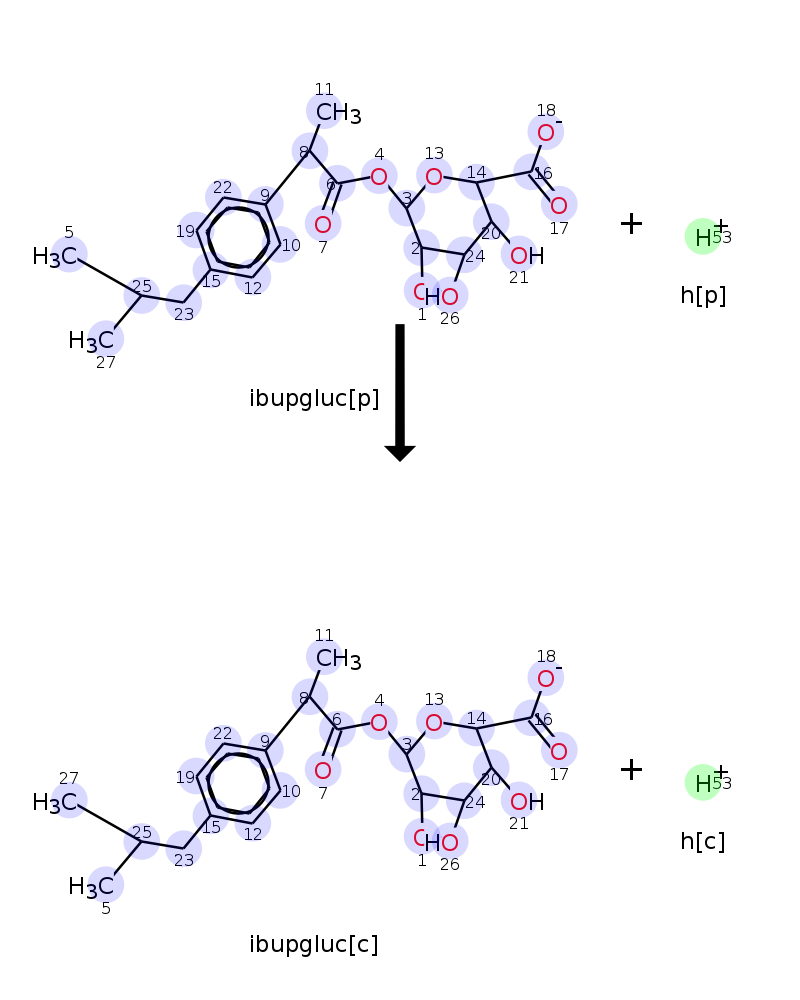 11
CH3
18
O-
8
4
O
13
O
14
16
6
22
9
3
O
17
O
7
5
H3C
19
10
2
20
OH
21
+
H+
53
24
15
12
25
23
O
1
HO
26
h[p]
H3C
27
ibupgluc[p]
11
CH3
18
O-
8
4
O
13
O
14
16
6
22
9
3
O
17
O
7
27
H3C
19
10
2
20
OH
21
+
H+
53
24
15
12
25
23
O
1
HO
26
h[c]
H3C
5
ibupgluc[c]